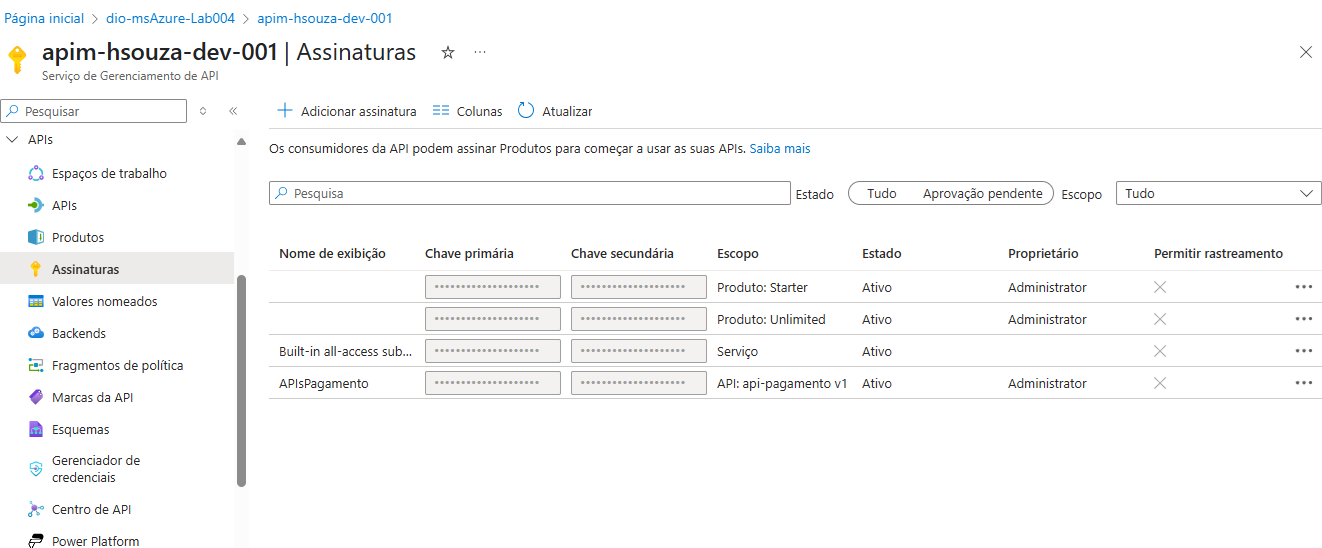 Página inicial > dio-msAzure-Lab004 > apim-hsouza-dev-001
apim-hsouza-dev-001 | Assinaturas
Serviço de Gerenciamento de API
Pesquisar
APIs
Espaços de trabalho
APIs
Produtos
Assinaturas
Valores nomeados
Backends
Fragmentos de política
Marcas da API
Esquemas
Gerenciador de
credenciais
Centro de API
Power Platform
Adicionar assinatura Colunas Atualizar
Os consumidores da API podem assinar Produtos para começar a usar as suas APIs. Saiba mais
Pesquisa Estado Tudo Aprovação pendente Escopo Tudo
Nome de exibição Chave primária Chave secundária Escopo Estado Proprietário Permitir rastreamento
Produto: Starter Ativo Administrator
Produto: Unlimited Ativo Administrator
Built-in all-access sub... Serviço Ativo
APIsPagamento API: api-pagamento v1 Ativo Administrator